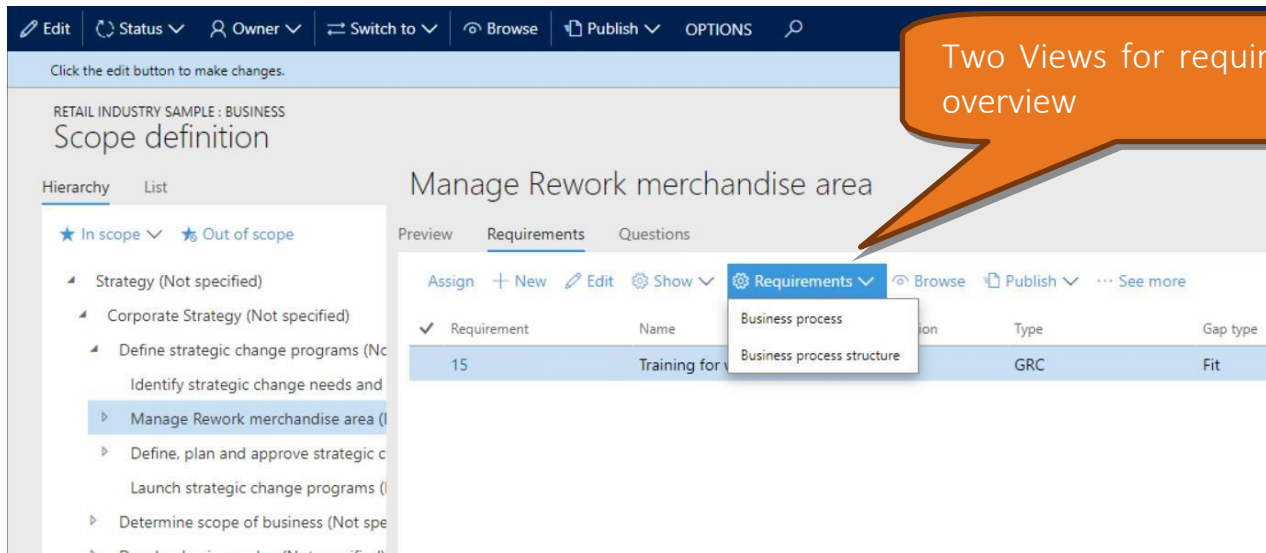 Edit Status Owner Switch to Browse Publish OPTIONS
Two Views for
overview
Click the edit button to make changes.
RETAIL INDUSTRY SAMPLE : BUSINESS
Scope definition
Hierarchy List
Manage Rework merchandise area
In scope Out of scope
Preview Requirements Questions
Assign New Edit Show Requirements Browse Publish ··· See more
Business process
Business process structure
Requirement Name Type Gap type
15 Training for GRC Fit
Strategy (Not specified)
Corporate Strategy (Not specified)
Define strategic change programs
Identify strategic change needs and
Manage Rework merchandise area
Define, plan and approve strategic
Launch strategic change programs
Determine scope of business (Not